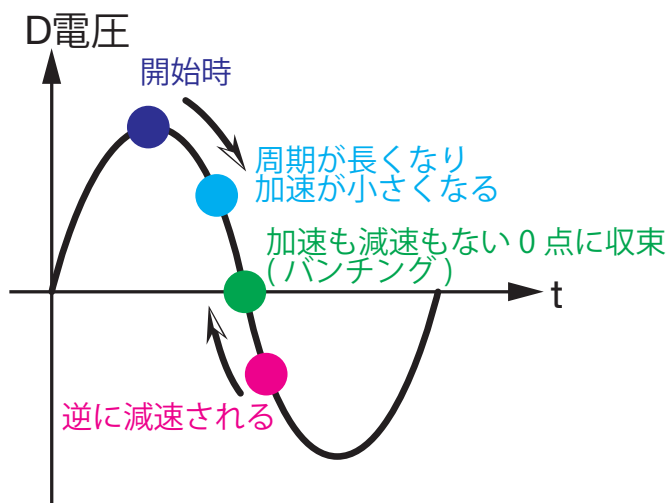 D電圧
開始時
周期が長くなり
加速が小さくなる
加速も減速もない 0 点に収束
( バンチング )
t
逆に減速される